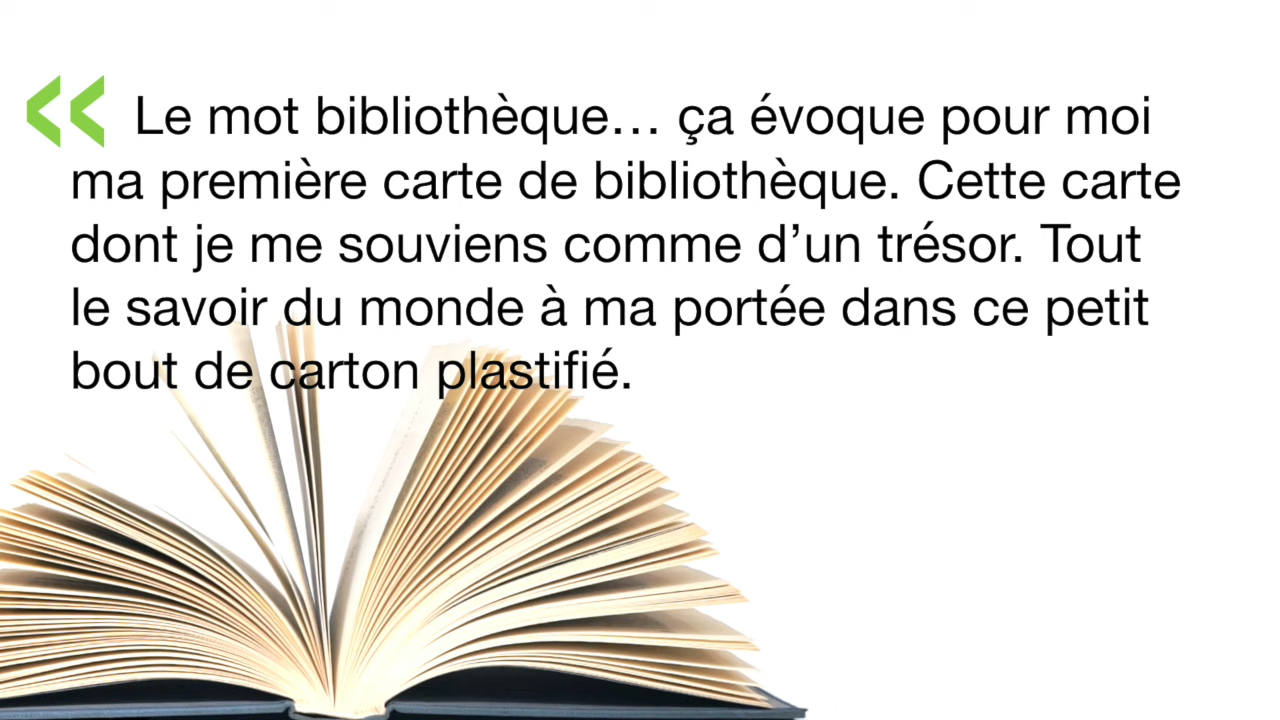 « Le mot bibliothèque… ça évoque pour moi
ma première carte de bibliothèque. Cette carte
dont je me souviens comme d’un trésor. Tout
le savoir du monde à ma portée dans ce petit
bout de carton plastifié.